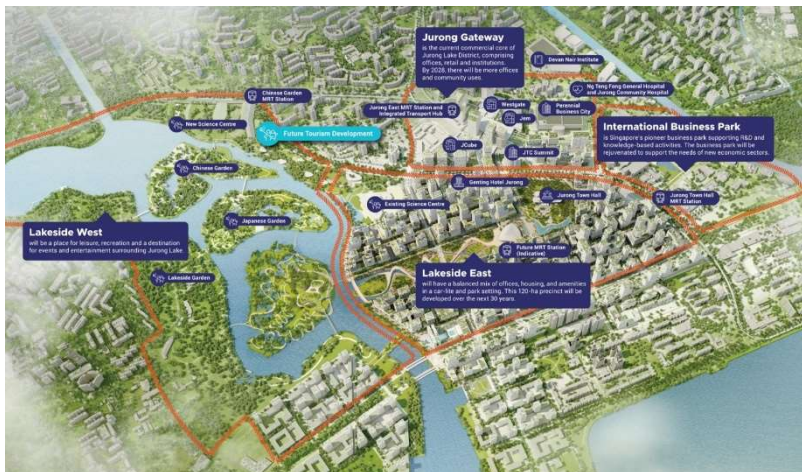 Jurong Gateway
is the current commercial core of
Jurong Lake District, comprising
offices, retail and institutions.
By 2028, there will be more offices
and community uses.
Devan Nair Institute
Chinese Garden
MRT Station
Ng Teng Fong General Hospital
and Jurong Community Hospital
Jurong East MRT Station and
Integrated Transport Hub
Westgate
Jem
Perennial
Business City
New Science Centre
Future Tourism Development
International Business Park
is Singapore's pioneer business park supporting R&D and
knowledge-based activities. The business park will be
rejuvenated to support the needs of new economic sectors.
JCube
JTC Summit
Chinese Garden
Genting Hotel Jurong
Jurong Town Hall
Jurong Town Hall
MRT Station
Existing Science Centre
Japanese Garden
Lakeside West
will be a place for leisure, recreation and a destination
for events and entertainment surrounding Jurong Lake
Future MRT Station
(Indicative)
Lakeside Garden
Lakeside East
will have a balanced mix of offices, housing, and amenities
in a car-lite and park setting. This 120-ha precinct will be
developed over the next 30 years.